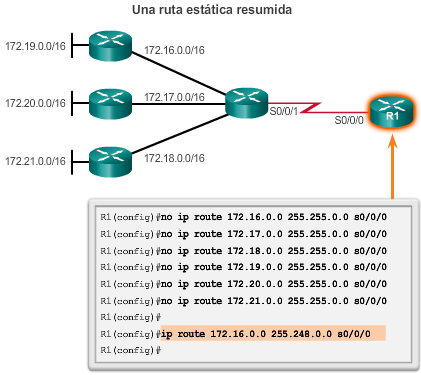 Una ruta estática resumida
172.19.0.0/16
172.16.0.0/16
172.20.0.0/16
172.17.0.0/16
S0/0/1
S0/0/0
R1
172.21.0.0/16
172.18.0.0/16
R1(config)#no ip route 172.16.0.0 255.255.0.0 s0/0/0
R1(config)#no ip route 172.17.0.0 255.255.0.0 s0/0/0
R1(config)#no ip route 172.18.0.0 255.255.0.0 s0/0/0
R1(config)#no ip route 172.19.0.0 255.255.0.0 s0/0/0
R1(config)#no ip route 172.20.0.0 255.255.0.0 s0/0/0
R1(config)#no ip route 172.21.0.0 255.255.0.0 s0/0/0
R1(config)#
R1(config)#ip route 172.16.0.0 255.248.0.0 s0/0/0
R1(config)#